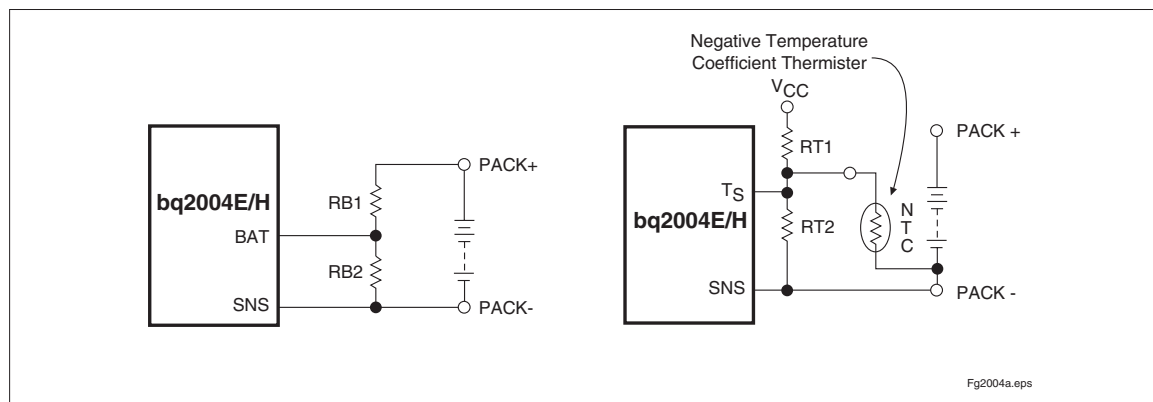 bq2004E/H
BAT
SNS
RB1
RB2
PACK+
PACK-
Negative Temperature
Coefficient Thermister
VCC
RT1
PACK +
TS
bq2004E/H
RT2
N
T
C
SNS
PACK -
Fg2004a.eps